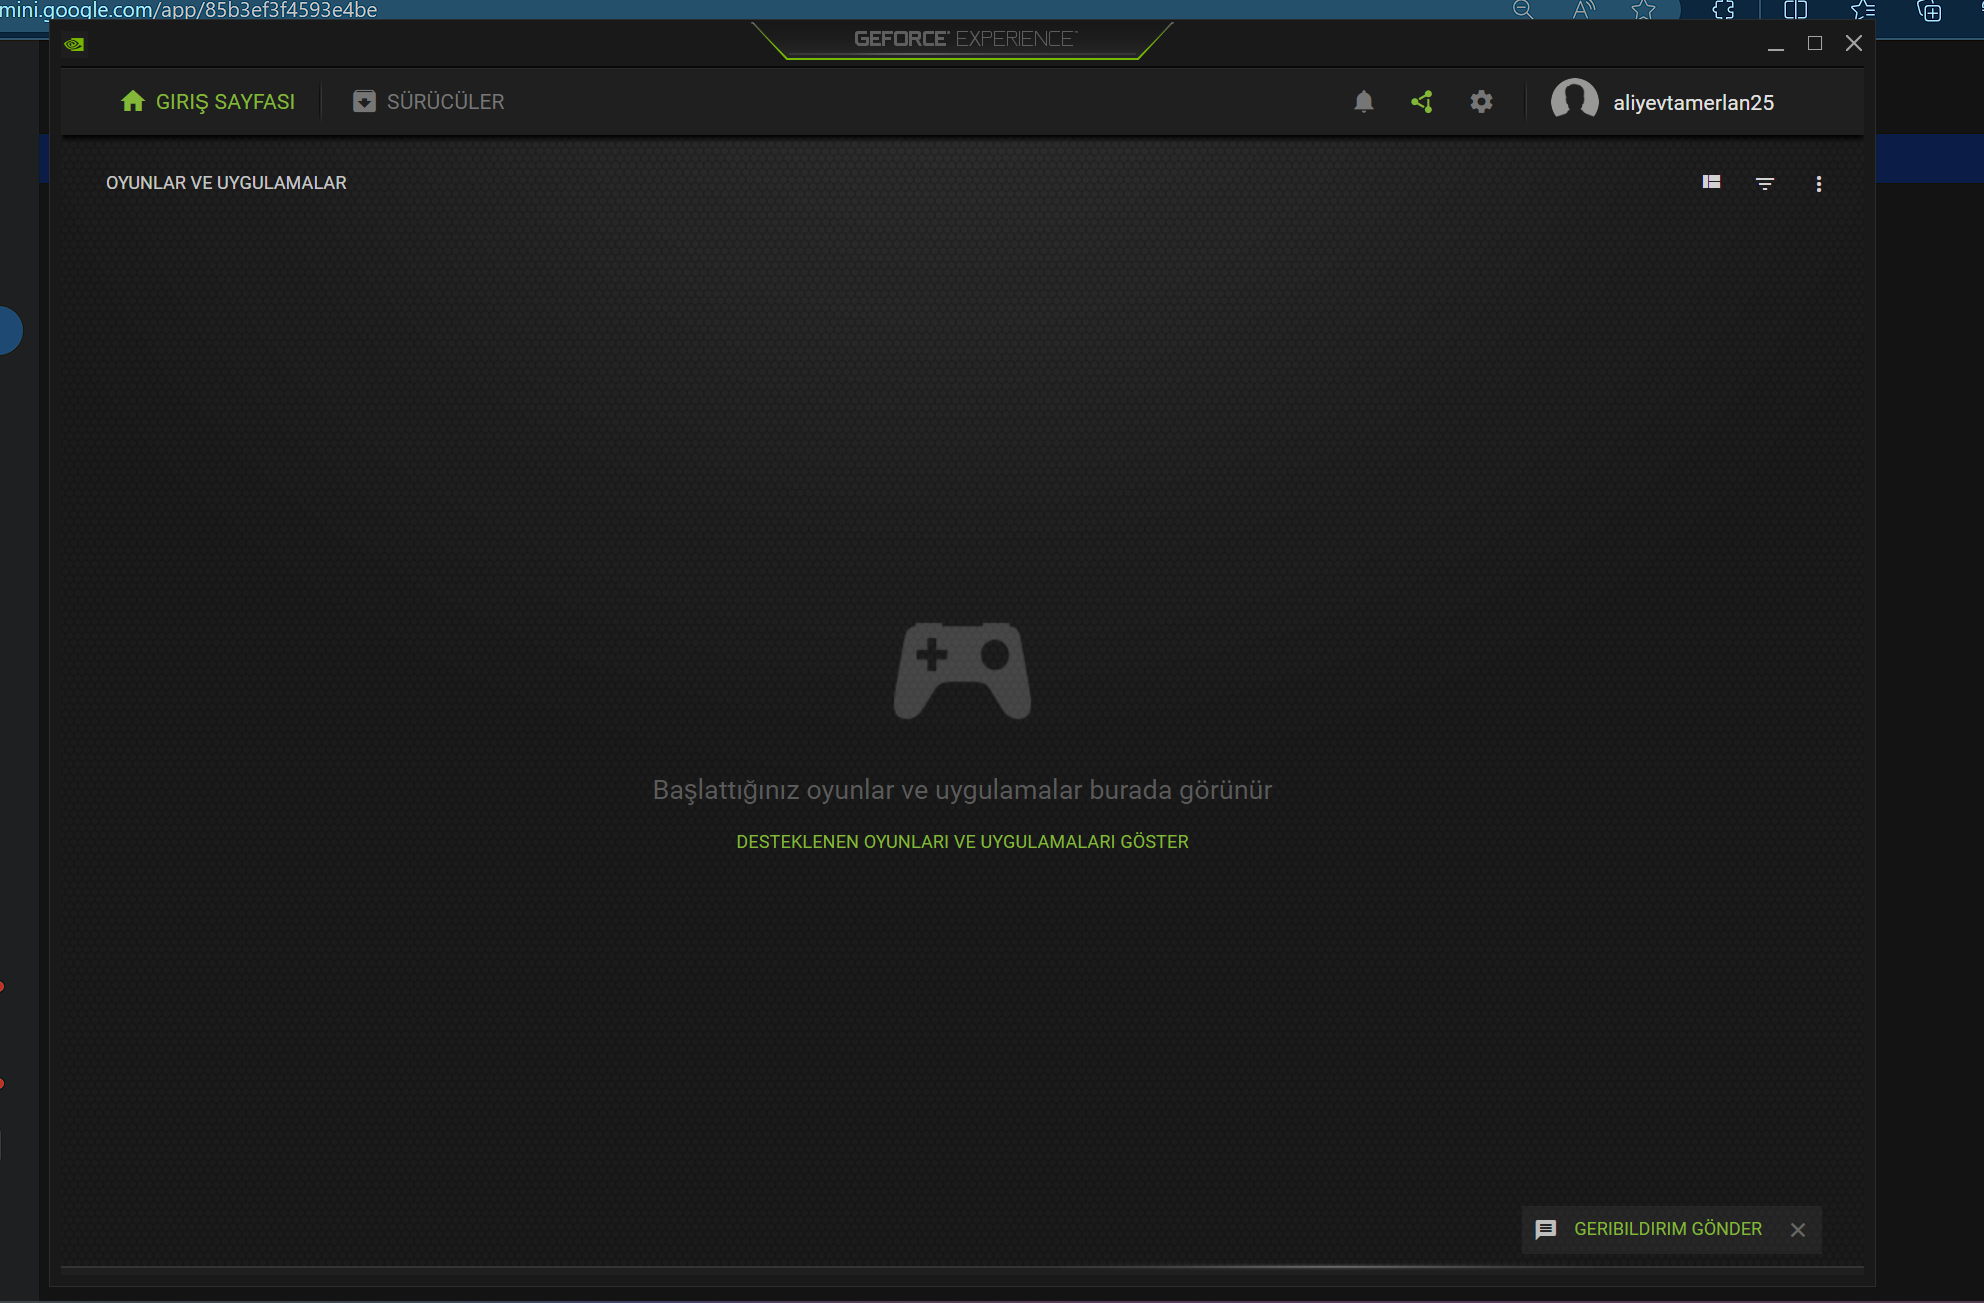 mini.google.com/app/85b3ef3f4593e4be
GEFORCE EXPERIENCE
GIRIŞ SAYFASI
SÜRÜCÜLER
aliyevtamerlan25
OYUNLAR VE UYGULAMALAR
Başlattığınız oyunlar ve uygulamalar burada görünür
DESTEKLENEN OYUNLARI VE UYGULAMALARI GÖSTER
GERIBILDIRIM GÖNDER